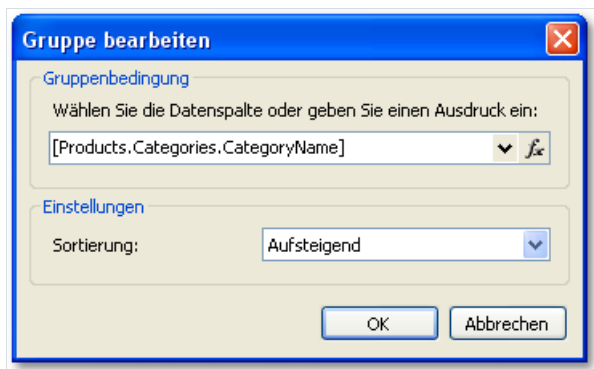 Gruppe bearbeiten
Gruppenbedingung
Wählen Sie die Datenspalte oder geben Sie einen Ausdruck ein:
[Products.Categories.CategoryName] fx
Einstellungen
Sortierung: Aufsteigend
OK Abbrechen